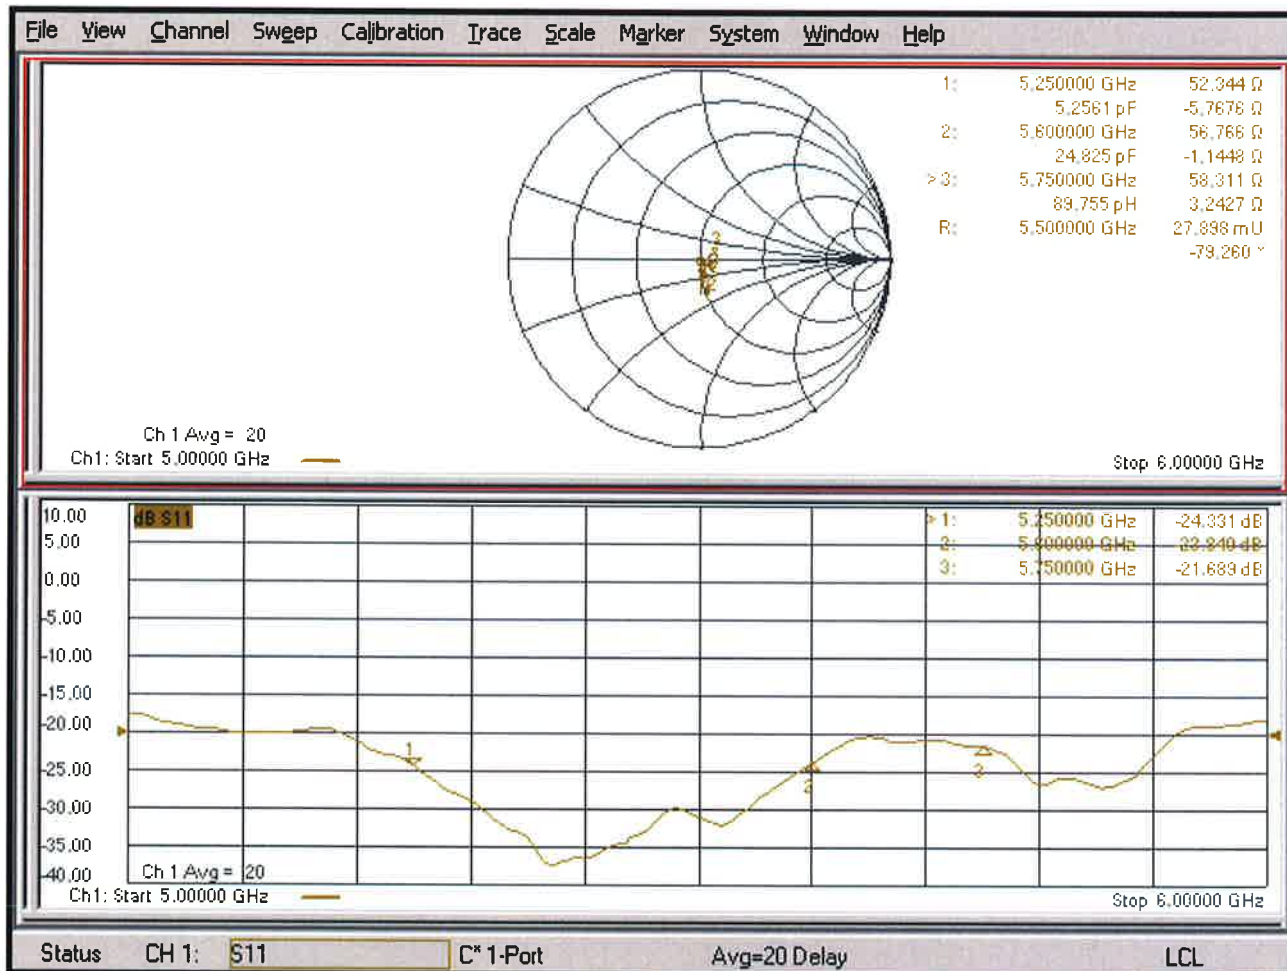 File View Channel Sweep Calibration Trace Scale Marker System Window Help
1: 5.250000 GHz 52.344 Ω
5.2561 pF -5.7676 Ω
2: 5.600000 GHz 56.766 Ω
24.825 pF -1.1448 Ω
> 3: 5.750000 GHz 58.311 Ω
89.755 pH 3.2427 Ω
R: 5.500000 GHz 27.898 mU
-79.260 °
Ch 1 Avg = 20
Ch1: Start 5.00000 GHz
Stop 6.00000 GHz
dB S11
> 1: 5.250000 GHz -24.331 dB
2: 5.600000 GHz -23.840 dB
3: 5.750000 GHz -21.689 dB
10.00
5.00
0.00
-5.00
-10.00
-15.00
-20.00
-25.00
-30.00
-35.00
-40.00
1
2
3
Ch 1 Avg = 20
Ch1: Start 5.00000 GHz
Stop 6.00000 GHz
Status CH 1: S11 C* 1-Port Avg=20 Delay LCL